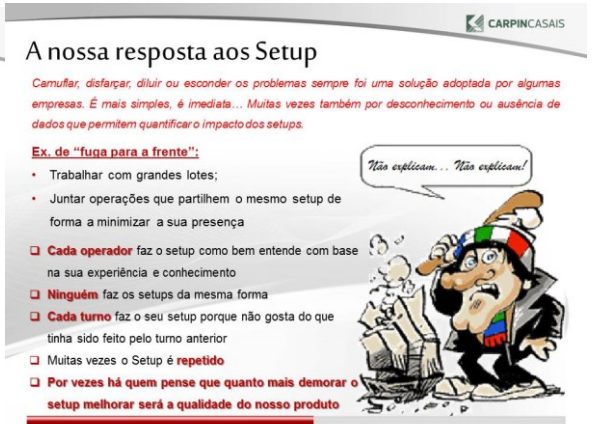 CARPINCASAIS
A nossa resposta aos Setup
Camuflar, disfarçar, diluir ou esconder os problemas sempre foi uma solução adoptada por algumas
empresas. É mais simples, é imediata... Muitas vezes também por desconhecimento ou ausência de
dados que permitem quantificar o impacto dos setups.
Ex. de “fuga para a frente”:
• Trabalhar com grandes lotes;
• Juntar operações que partilhem o mesmo setup de
forma a minimizar a sua presença
Não explicam... Não explicam!
❑ Cada operador faz o setup como bem entende com base
na sua experiência e conhecimento
❑ Ninguém faz os setups da mesma forma
❑ Cada turno faz o seu setup porque não gosta do que
tinha sido feito pelo turno anterior
❑ Muitas vezes o Setup é repetido
❑ Por vezes há quem pense que quanto mais demorar o
setup melhorar será a qualidade do nosso produto